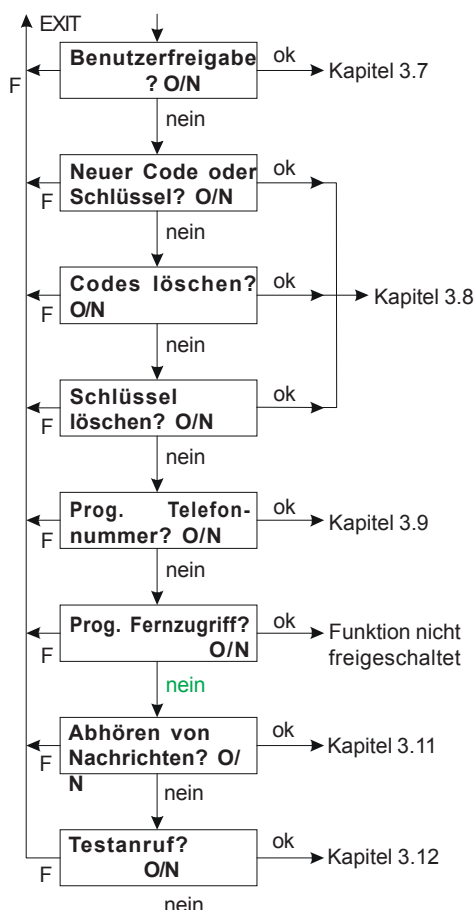 EXIT
Benutzerfreigabe
? O/N
ok
Kapitel 3.7
F
nein
Neuer Code oder
Schlüssel? O/N
ok
F
nein
Codes löschen?
O/N
ok
Kapitel 3.8
F
nein
Schlüssel
löschen? O/N
ok
F
nein
Prog. Telefon-
nummer? O/N
ok
Kapitel 3.9
F
nein
Prog. Fernzugriff?
O/N
ok
Funktion nicht
freigeschaltet
F
nein
Abhören von
Nachrichten? O/
N
ok
Kapitel 3.11
F
nein
Testanruf?
O/N
ok
Kapitel 3.12
F
nein